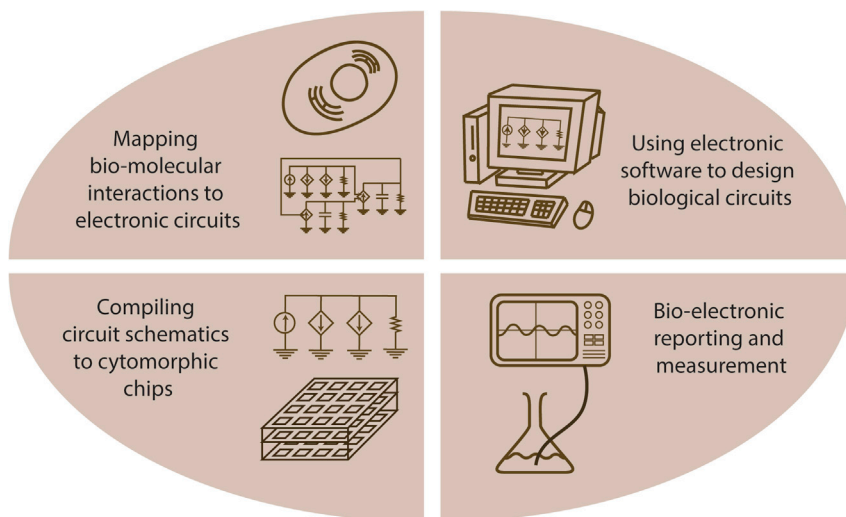 Mapping
bio-molecular
interactions to
electronic circuits
Using electronic
software to design
biological circuits
Compiling
circuit schematics
to cytomorphic
chips
Bio-electronic
reporting and
measurement